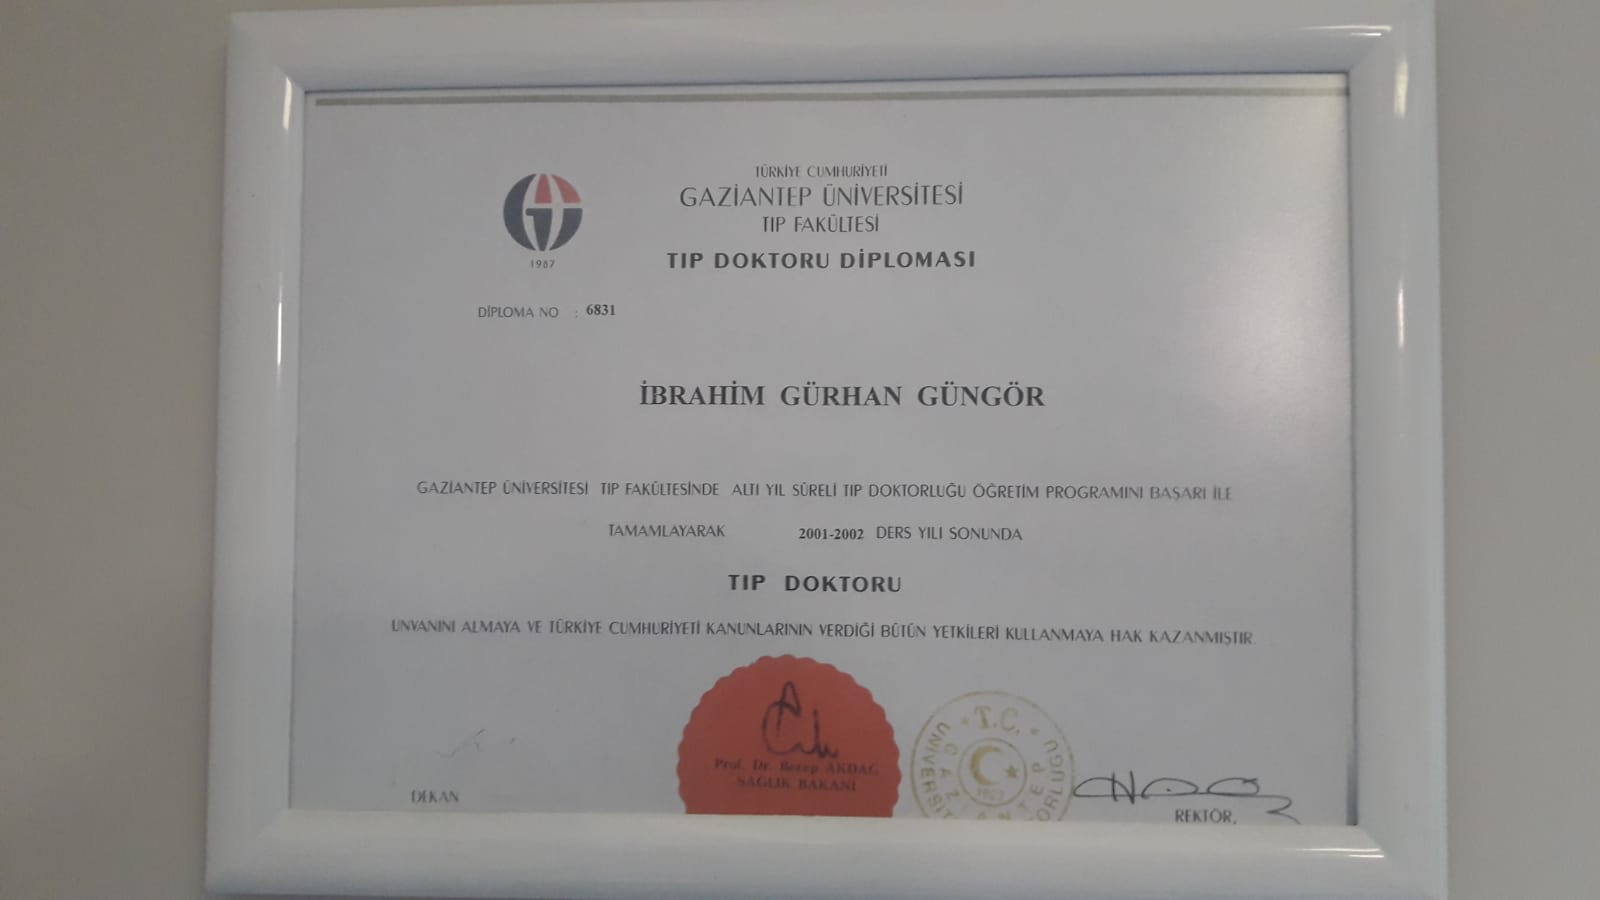 TÜRKİYE CUMHURİYETİ
GAZİANTEP ÜNİVERSİTESİ
TIP FAKÜLTESİ
TIP DOKTORU DİPLOMASI
1987
DİPLOMA NO : 6831
İBRAHİM GÜRHAN GÜNGÖR
GAZİANTEP ÜNİVERSİTESİ TIP FAKÜLTESİNDE ALTI YIL SÜRELİ TIP DOKTORLUĞU ÖĞRETİM PROGRAMINI BAŞARI İLE
TAMAMLAYARAK 2001-2002 DERS YILI SONUNDA
TIP DOKTORU
UNVANINI ALMAYA VE TÜRKİYE CUMHURİYETİ KANUNLARININ VERDİĞİ BÜTÜN YETKİLERİ KULLANMAYA HAK KAZANMIŞTIR.
Prof. Dr. Recep AKDAĞ
SAĞLIK BAKANI
T.C.
GAZİANTEP
DEKAN
REKTÖR,